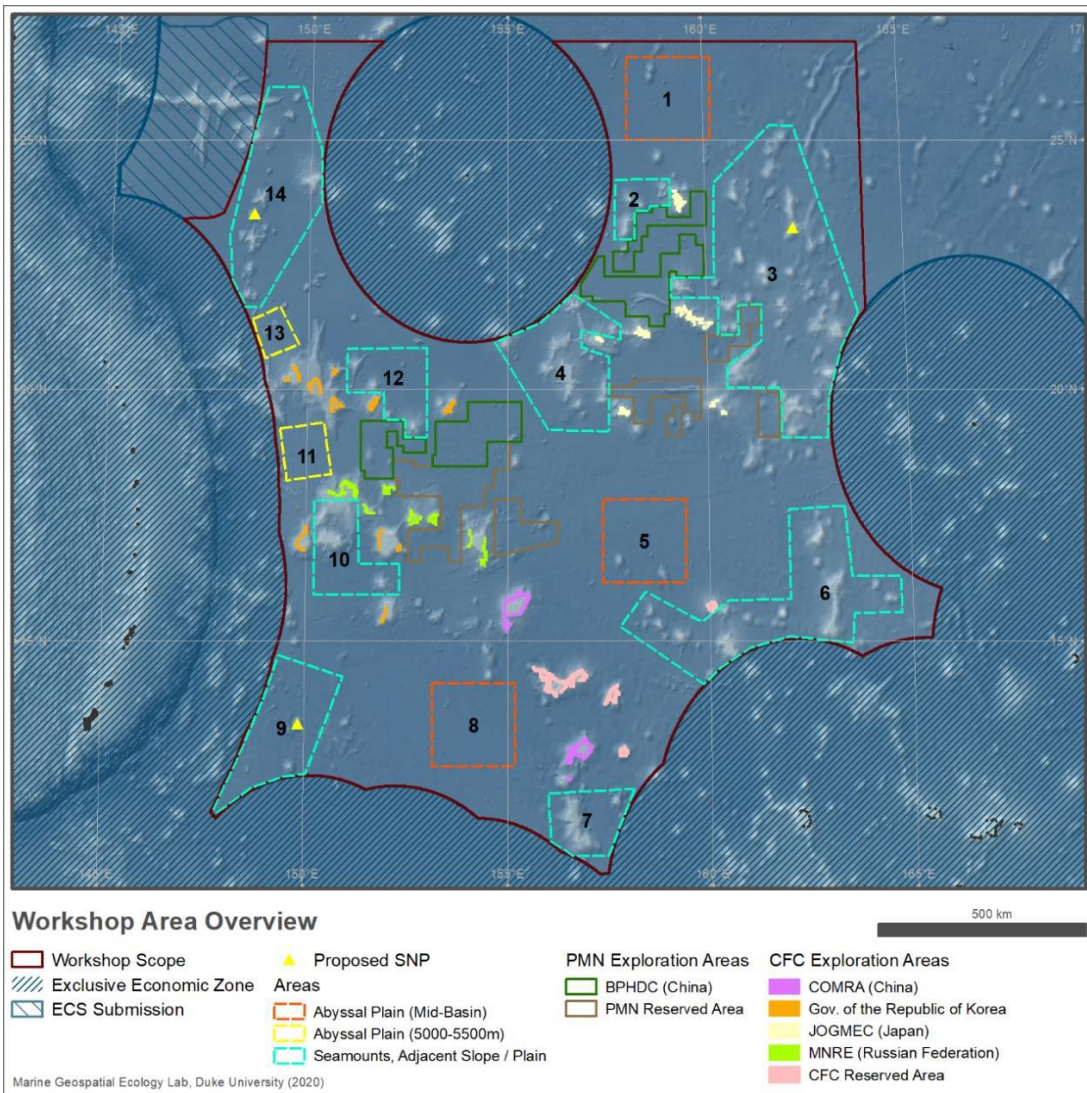 145°E 150°E 155°E 160°E 165°E 170
25°N 25°N
20°N 20°N
15°N 15°N
145°E 150°E 155°E 160°E 165°E
1
2
14
3
13
12
4
11
5
10
6
9
8
7
Workshop Area Overview
500 km
Workshop Scope
Exclusive Economic Zone
ECS Submission
Proposed SNP
Areas
Abyssal Plain (Mid-Basin)
Abyssal Plain (5000-5500m)
Seamounts, Adjacent Slope / Plain
PMN Exploration Areas
BPHDC (China)
PMN Reserved Area
CFC Exploration Areas
COMRA (China)
Gov. of the Republic of Korea
JOGMEC (Japan)
MNRE (Russian Federation)
CFC Reserved Area
Marine Geospatial Ecology Lab, Duke University (2020)